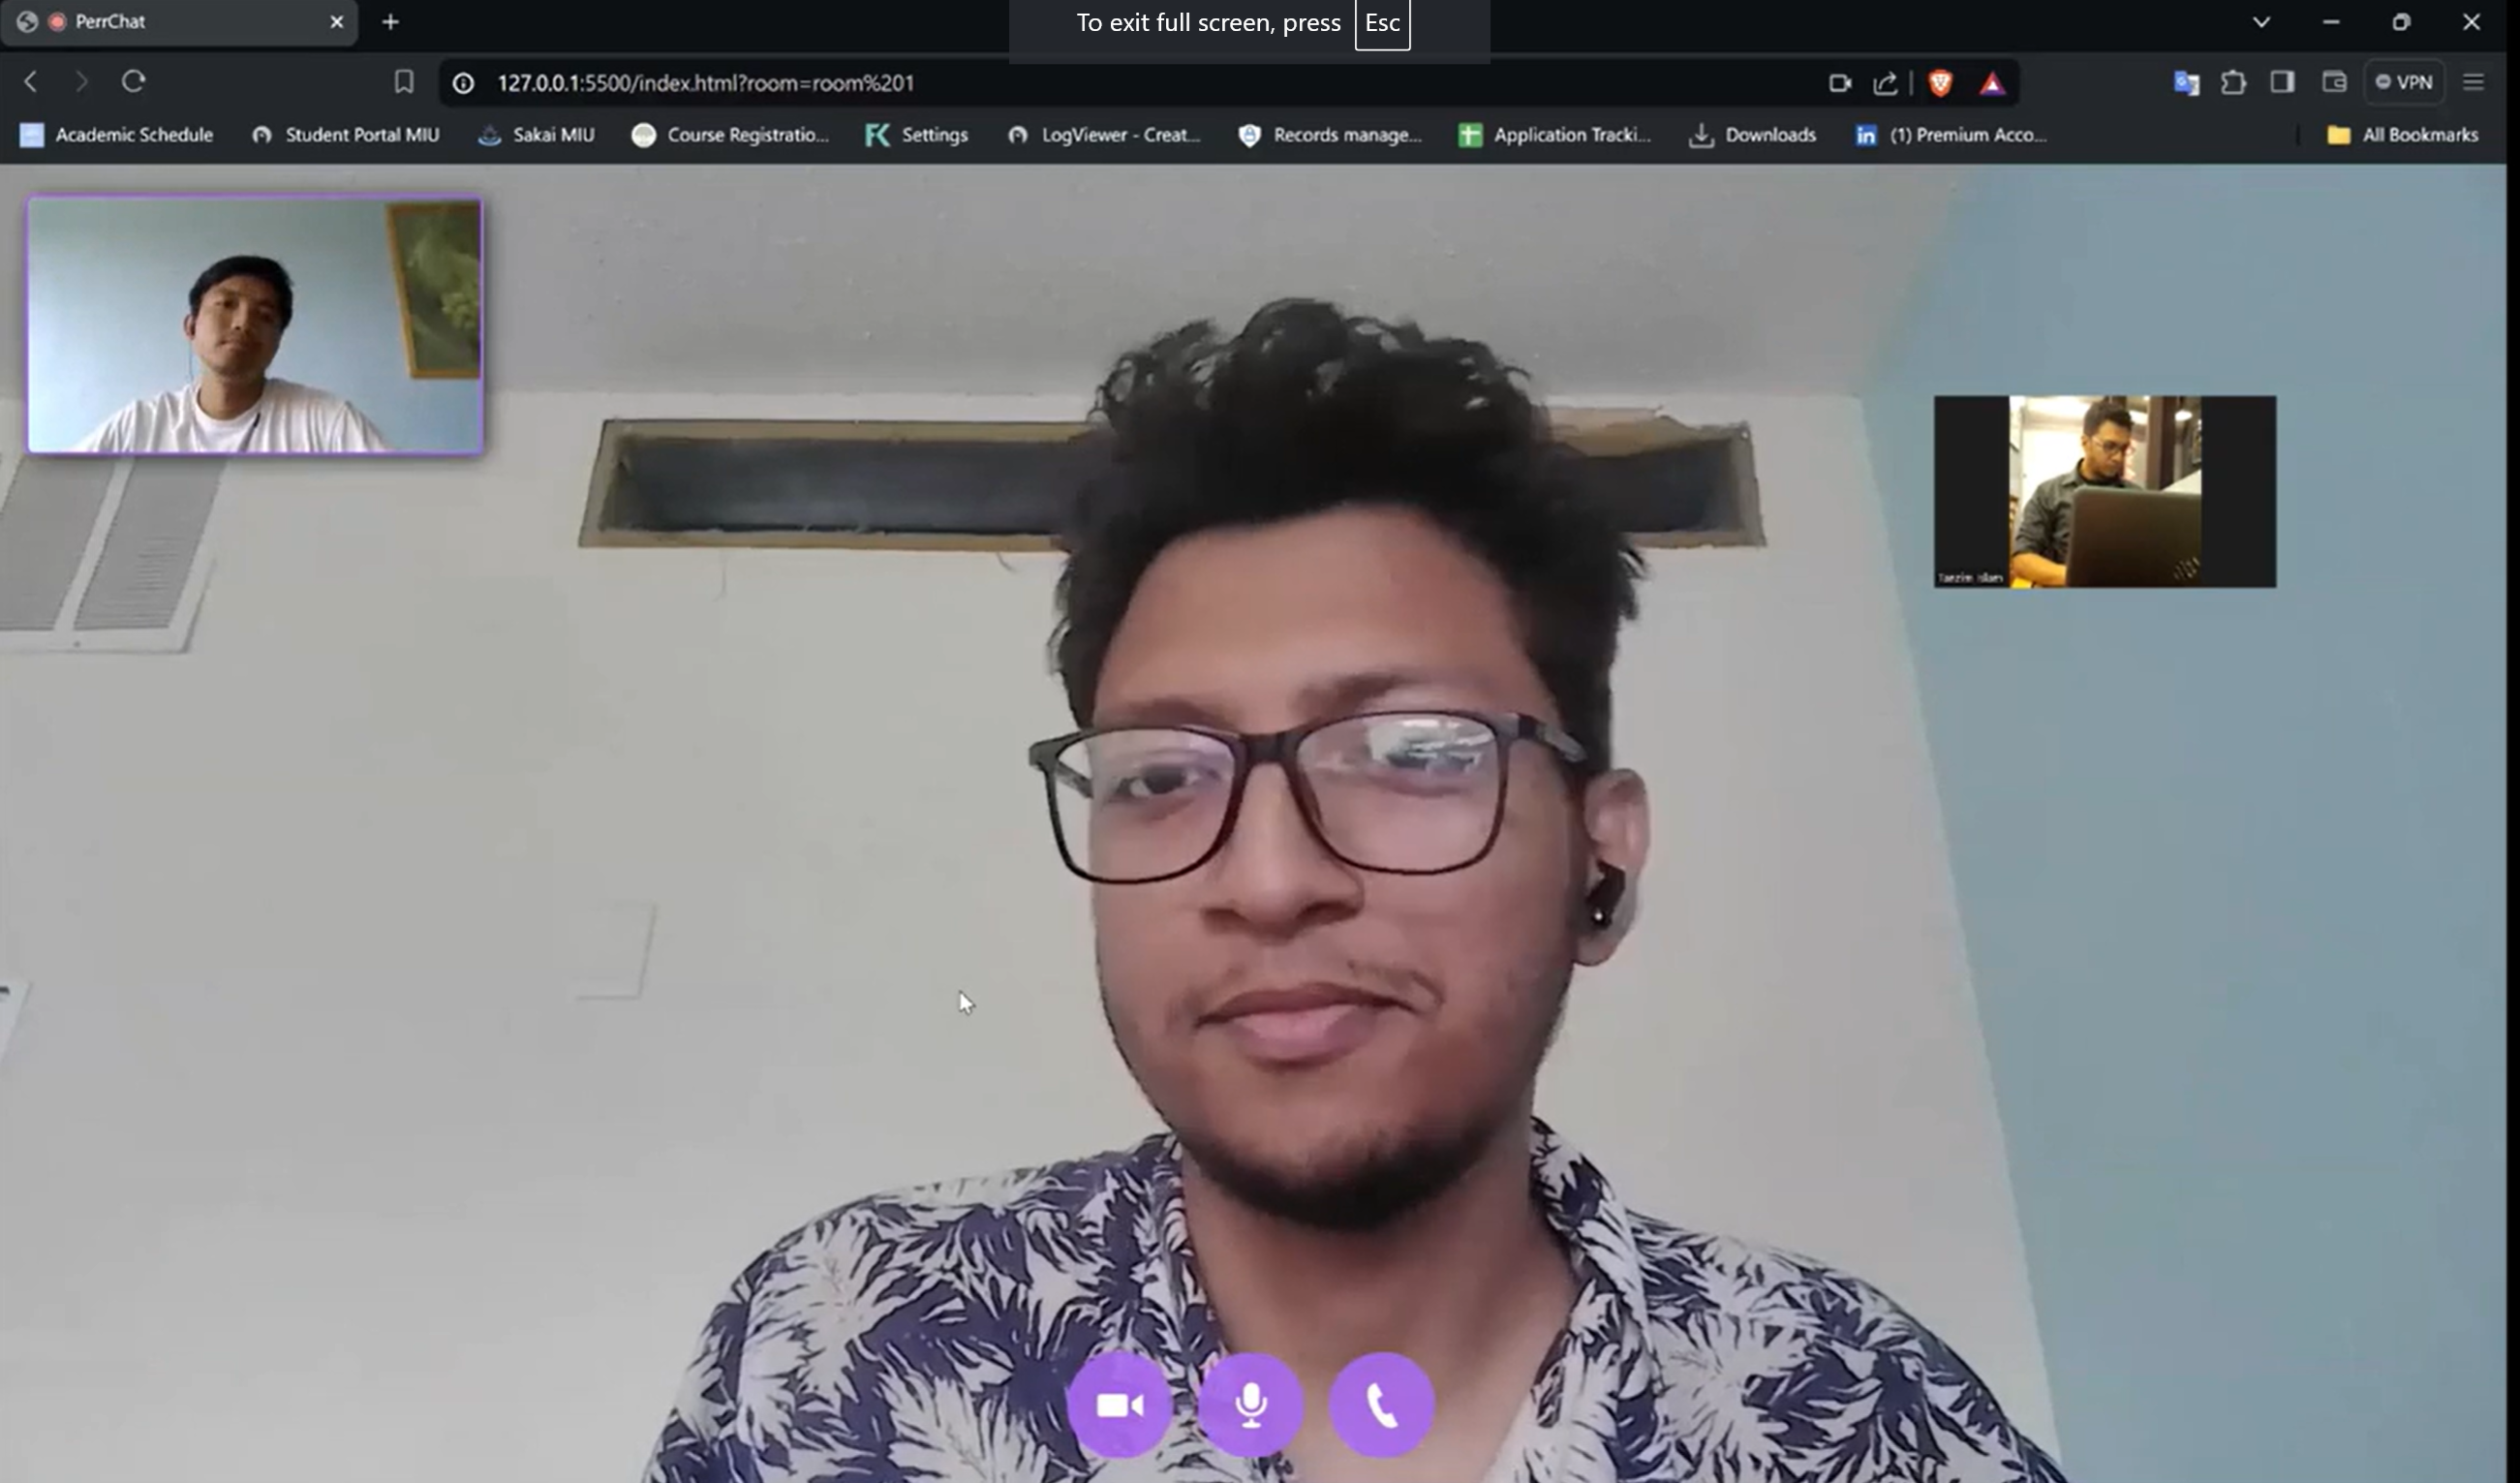 PerrChat
To exit full screen, press Esc
127.0.0.1:5500/index.html?room=room%201
VPN
Academic Schedule
Student Portal MIU
Sakai MIU
Course Registratio...
Settings
LogViewer - Creat...
Records manage...
Application Tracki...
Downloads
(1) Premium Acco...
All Bookmarks
Tanzim Islam